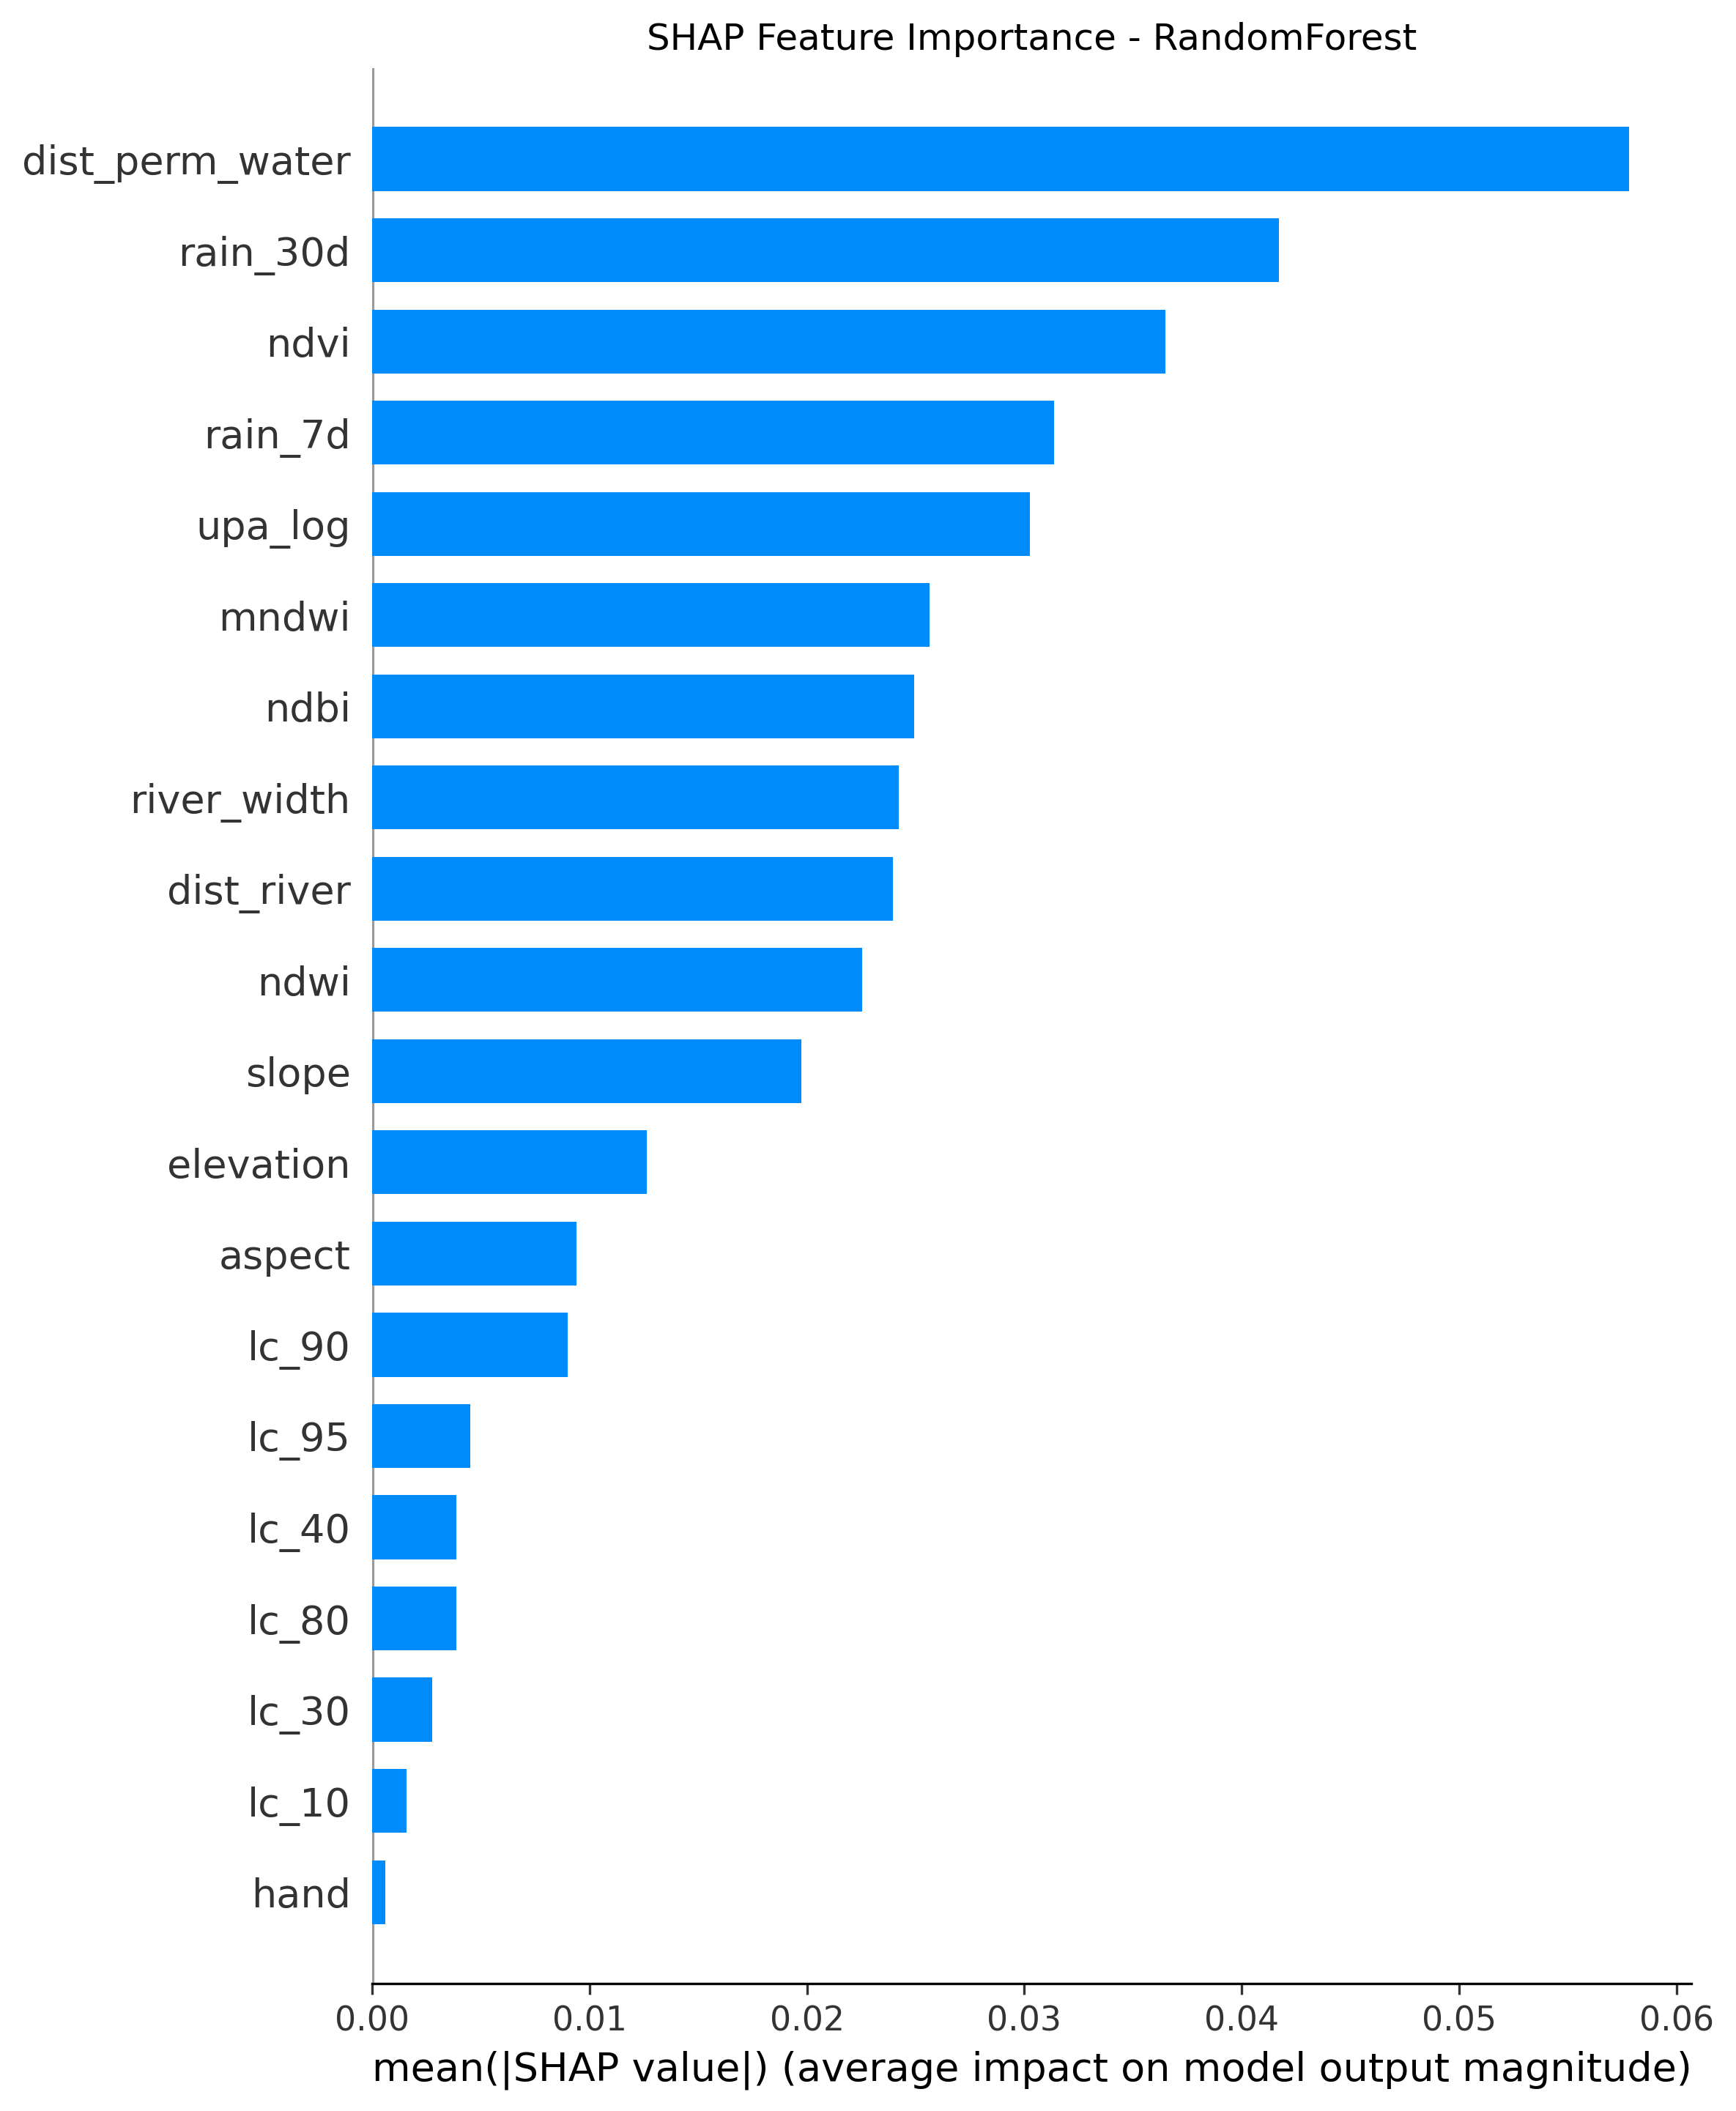 SHAP Feature Importance - RandomForest
dist_perm_water
rain_30d
ndvi
rain_7d
upa_log
mndwi
ndbi
river_width
dist_river
ndwi
slope
elevation
aspect
lc_90
lc_95
lc_40
lc_80
lc_30
lc_10
hand
0.00 0.01 0.02 0.03 0.04 0.05 0.06
mean(|SHAP value|) (average impact on model output magnitude)